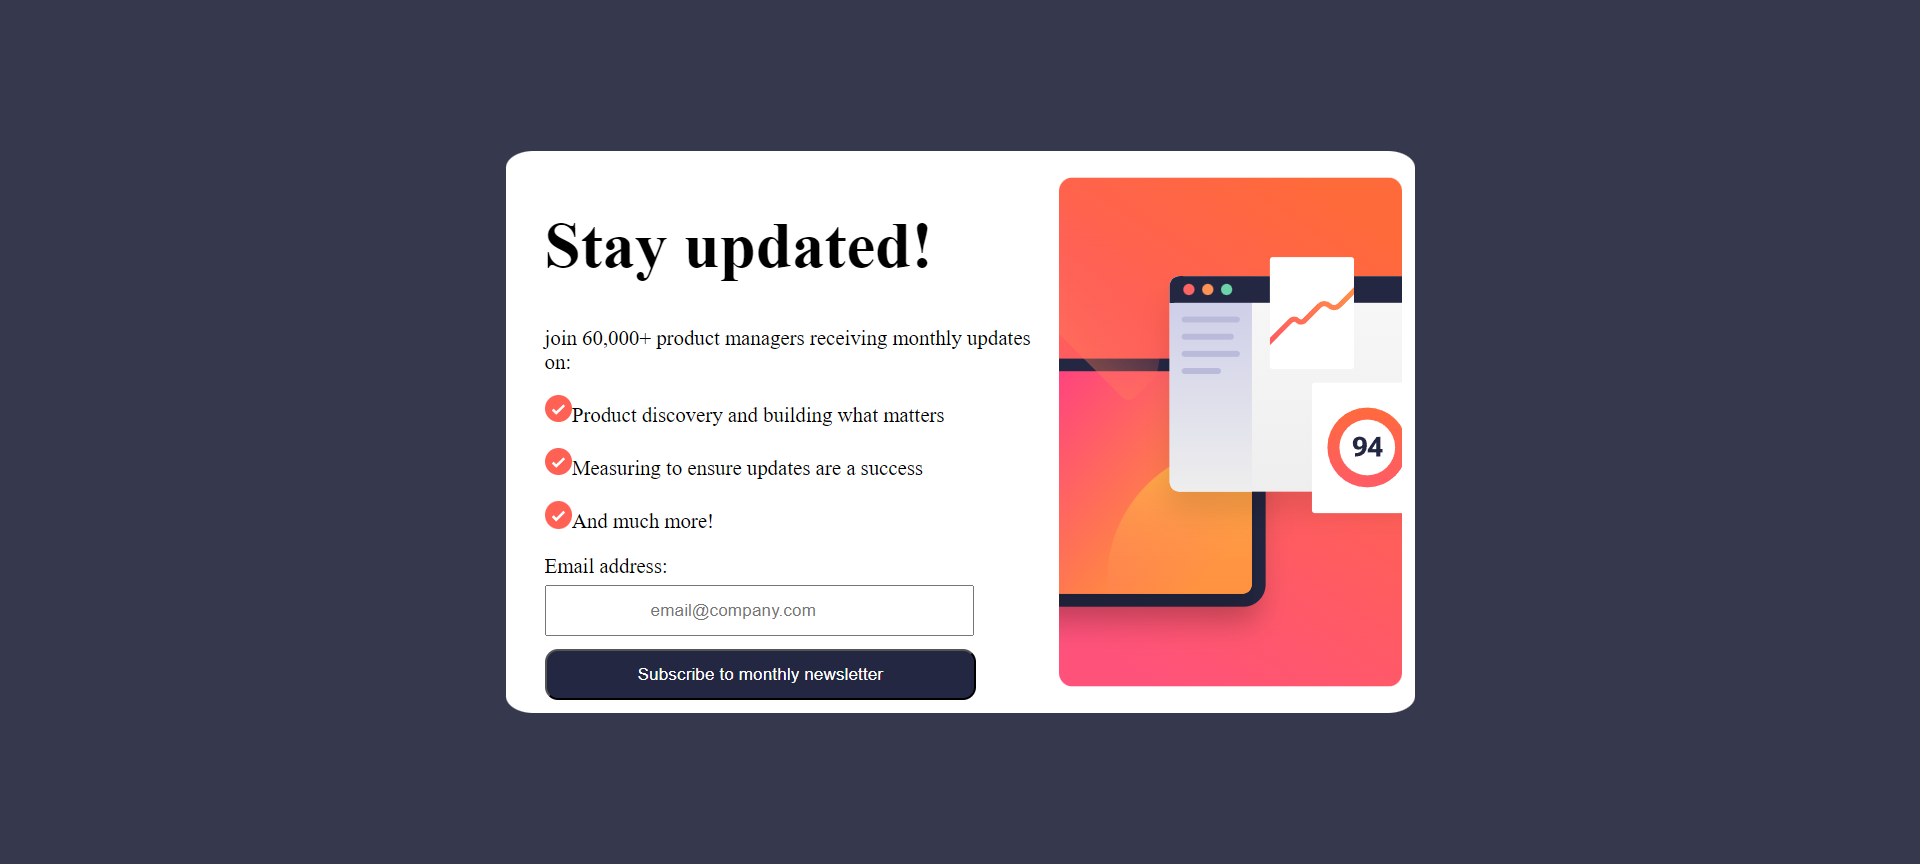 Stay updated!
join 60,000+ product managers receiving monthly updates
on:
Product discovery and building what matters
Measuring to ensure updates are a success
And much more!
Email address:
email@company.com
Subscribe to monthly newsletter
94